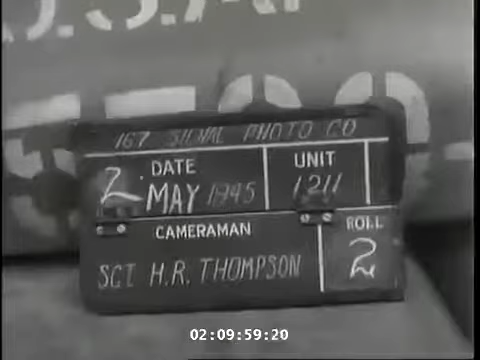 167 SIGNAL PHOTO CO
DATE
2 MAY 1945
UNIT
1211
CAMERAMAN
SGT H.R. THOMPSON
ROLL
2
02:09:59:20